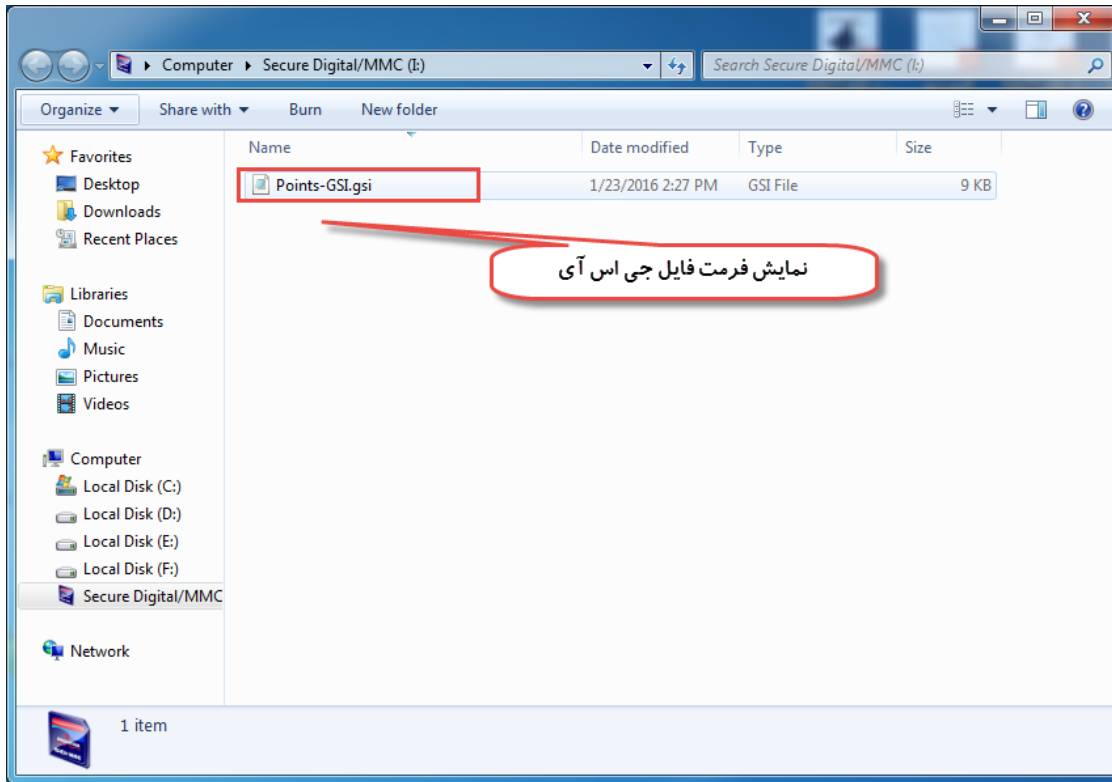 Computer ▸ Secure Digital/MMC (I:)
Search Secure Digital/MMC (I:)
Organize
Share with
Burn
New folder
Name
Date modified
Type
Size
Points-GSI.gsi
1/23/2016 2:27 PM
GSI File
9 KB
نمایش فرمت فایل جی اس آی
Favorites
Desktop
Downloads
Recent Places
Libraries
Documents
Music
Pictures
Videos
Computer
Local Disk (C:)
Local Disk (D:)
Local Disk (E:)
Local Disk (F:)
Secure Digital/MMC
Network
1 item